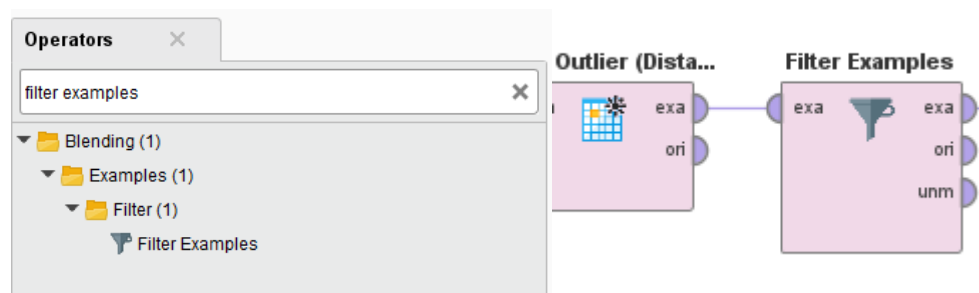 Operators
filter examples
Blending (1)
Examples (1)
Filter (1)
Filter Examples
Outlier (Dista...
exa
ori
Filter Examples
exa
exa
ori
unm